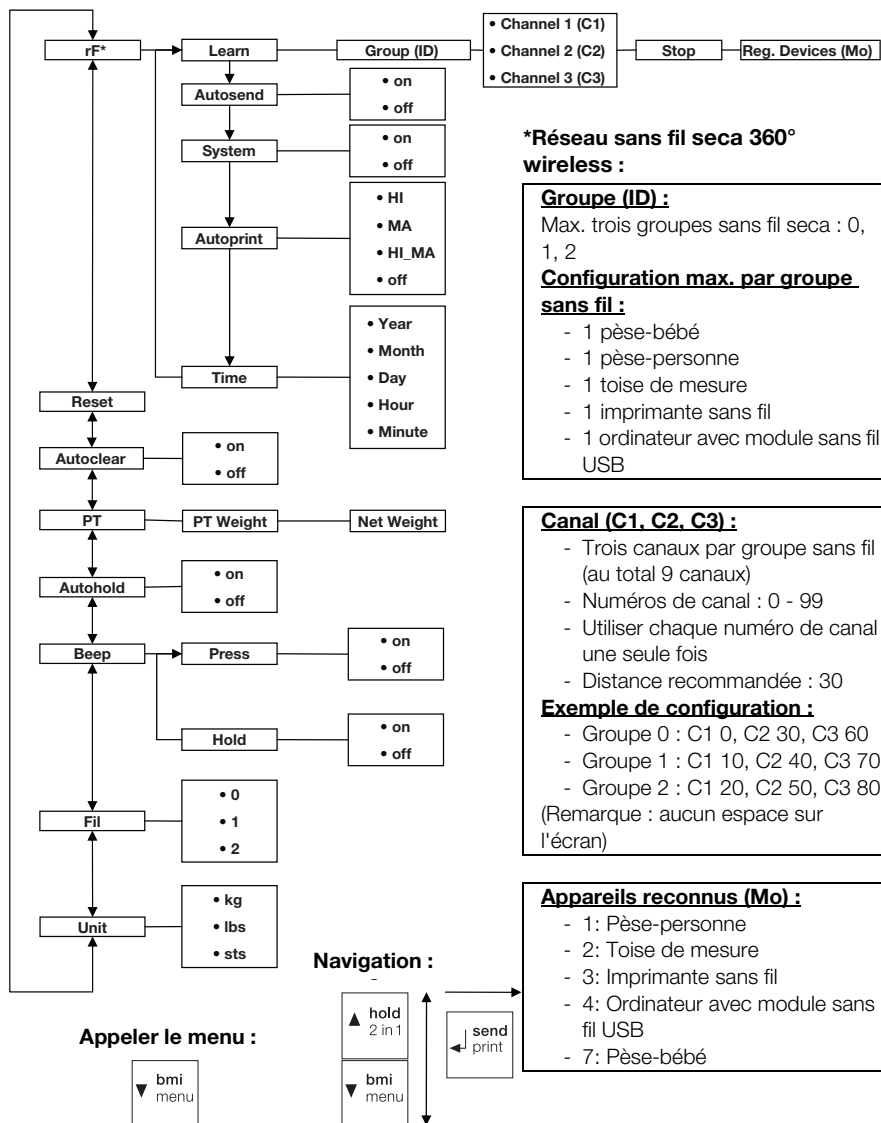 rF*
Learn
Group (ID)
• Channel 1 (C1)
• Channel 2 (C2)
• Channel 3 (C3)
Stop
Reg. Devices (Mo)
Autosend
• on
• off
System
• on
• off
Autoprint
• HI
• MA
• HI_MA
• off
Time
• Year
• Month
• Day
• Hour
• Minute
Reset
Autoclear
• on
• off
PT
PT Weight
Net Weight
Autohold
• on
• off
Beep
Press
• on
• off
Hold
• on
• off
Fil
• 0
• 1
• 2
Unit
• kg
• lbs
• sts
*Réseau sans fil seca 360°
wireless :
Groupe (ID) :
Max. trois groupes sans fil seca : 0,
1, 2
Configuration max. par groupe
sans fil :
- 1 pèse-bébé
- 1 pèse-personne
- 1 toise de mesure
- 1 imprimante sans fil
- 1 ordinateur avec module sans fil
USB
Canal (C1, C2, C3) :
- Trois canaux par groupe sans fil
(au total 9 canaux)
- Numéros de canal : 0 - 99
- Utiliser chaque numéro de canal
une seule fois
- Distance recommandée : 30
Exemple de configuration :
- Groupe 0 : C1 0, C2 30, C3 60
- Groupe 1 : C1 10, C2 40, C3 70
- Groupe 2 : C1 20, C2 50, C3 80
(Remarque : aucun espace sur
l'écran)
Appareils reconnus (Mo) :
- 1: Pèse-personne
- 2: Toise de mesure
- 3: Imprimante sans fil
- 4: Ordinateur avec module sans
fil USB
- 7: Pèse-bébé
Navigation :
hold
2 in 1
send
print
bmi
menu
Appeler le menu :
bmi
menu